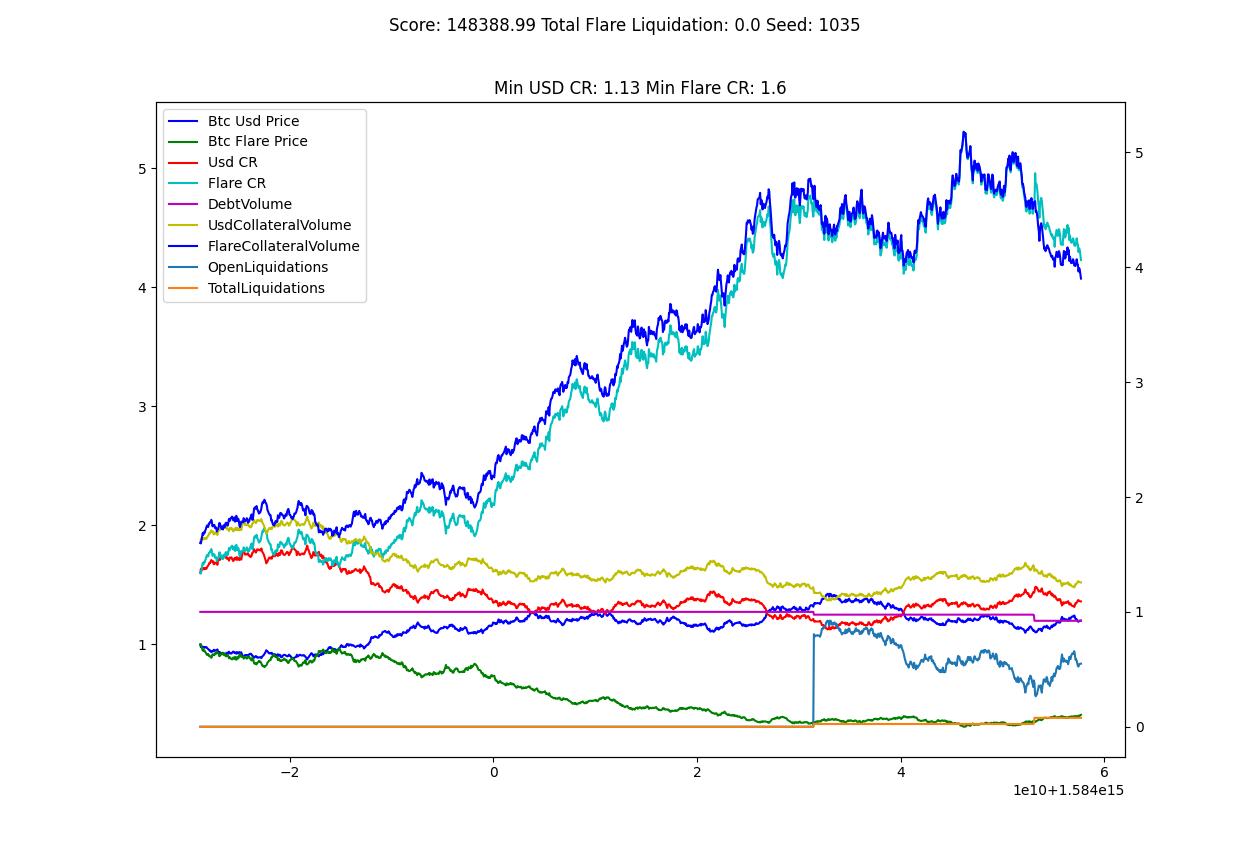 Score: 148388.99 Total Flare Liquidation: 0.0 Seed: 1035
Min USD CR: 1.13 Min Flare CR: 1.6
Btc Usd Price
Btc Flare Price
Usd CR
Flare CR
DebtVolume
UsdCollateralVolume
FlareCollateralVolume
OpenLiquidations
TotalLiquidations
5
4
3
2
1
5
4
3
2
1
0
−2
0
2
4
6
1e10+1.584e15